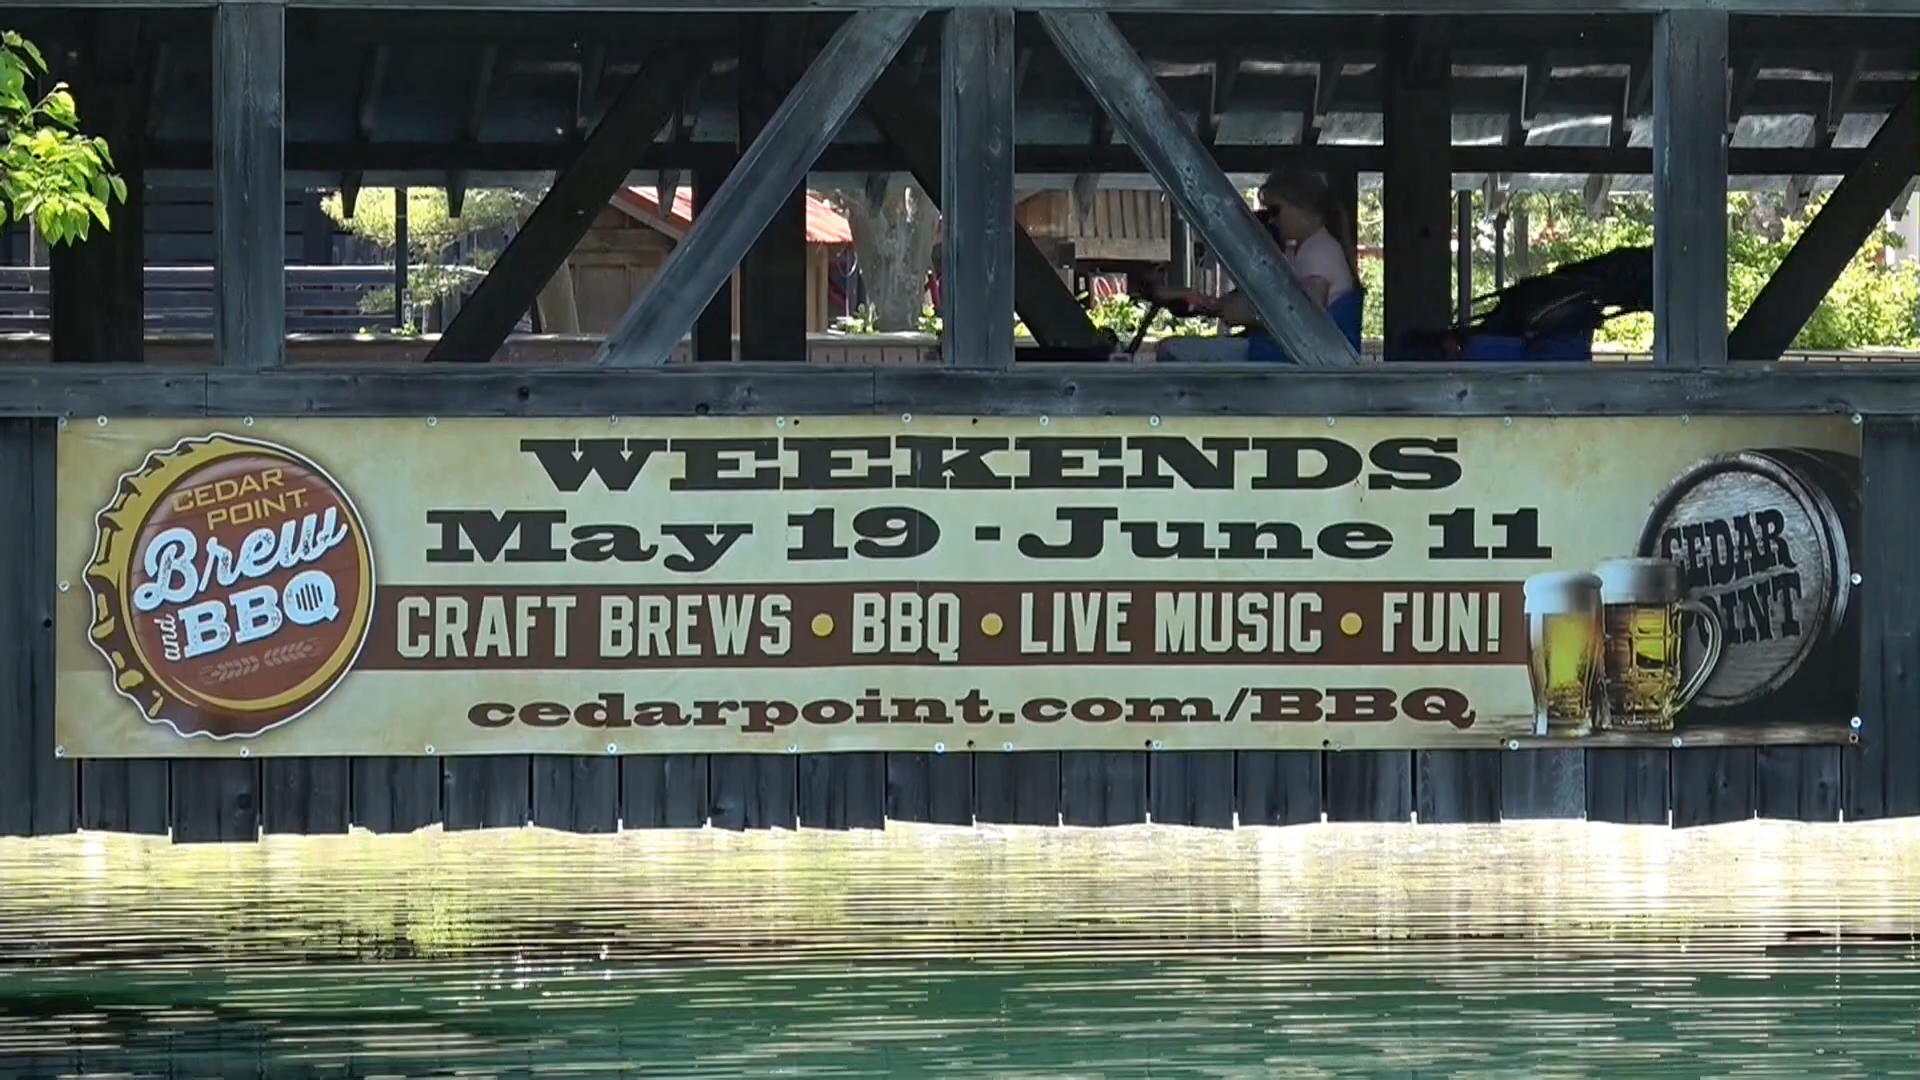 CEDAR
POINT.
Brew
and BBQ
WEEKENDS
May 19 - June 11
CRAFT BREWS • BBQ • LIVE MUSIC • FUN!
cedarpoint.com/BBQ
CEDAR
POINT